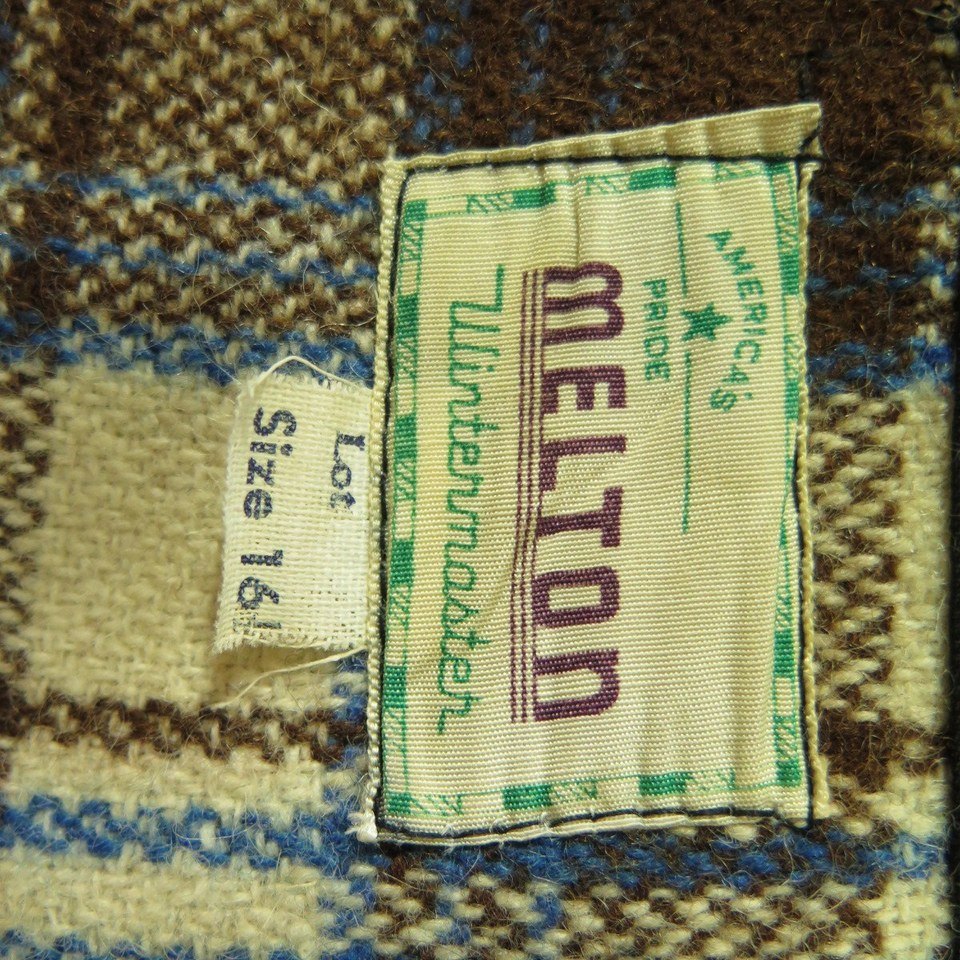 AMERICA'S
PRIDE
MELTON
Wintermaster
Lot
Size 16